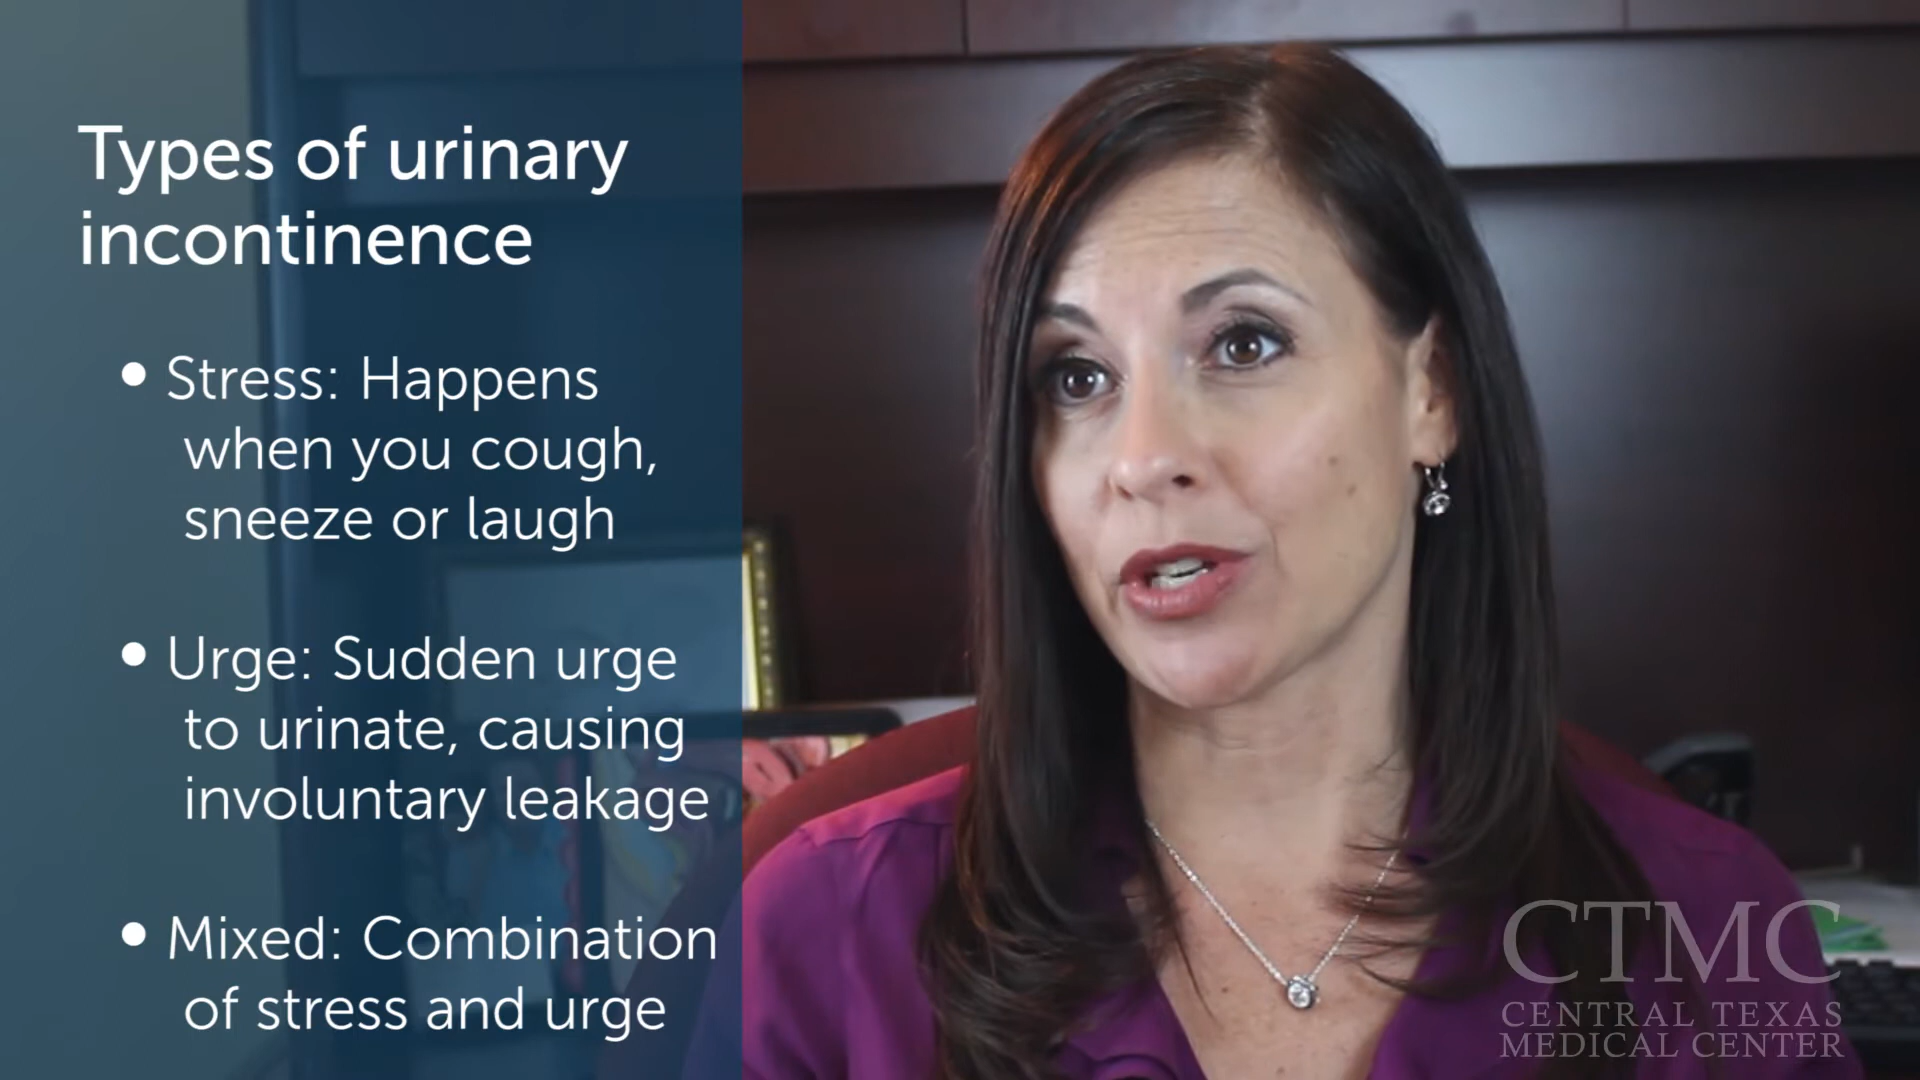 Types of urinary
incontinence
• Stress: Happens
when you cough,
sneeze or laugh
• Urge: Sudden urge
to urinate, causing
involuntary leakage
• Mixed: Combination
of stress and urge
CTMC
CENTRAL TEXAS
MEDICAL CENTER